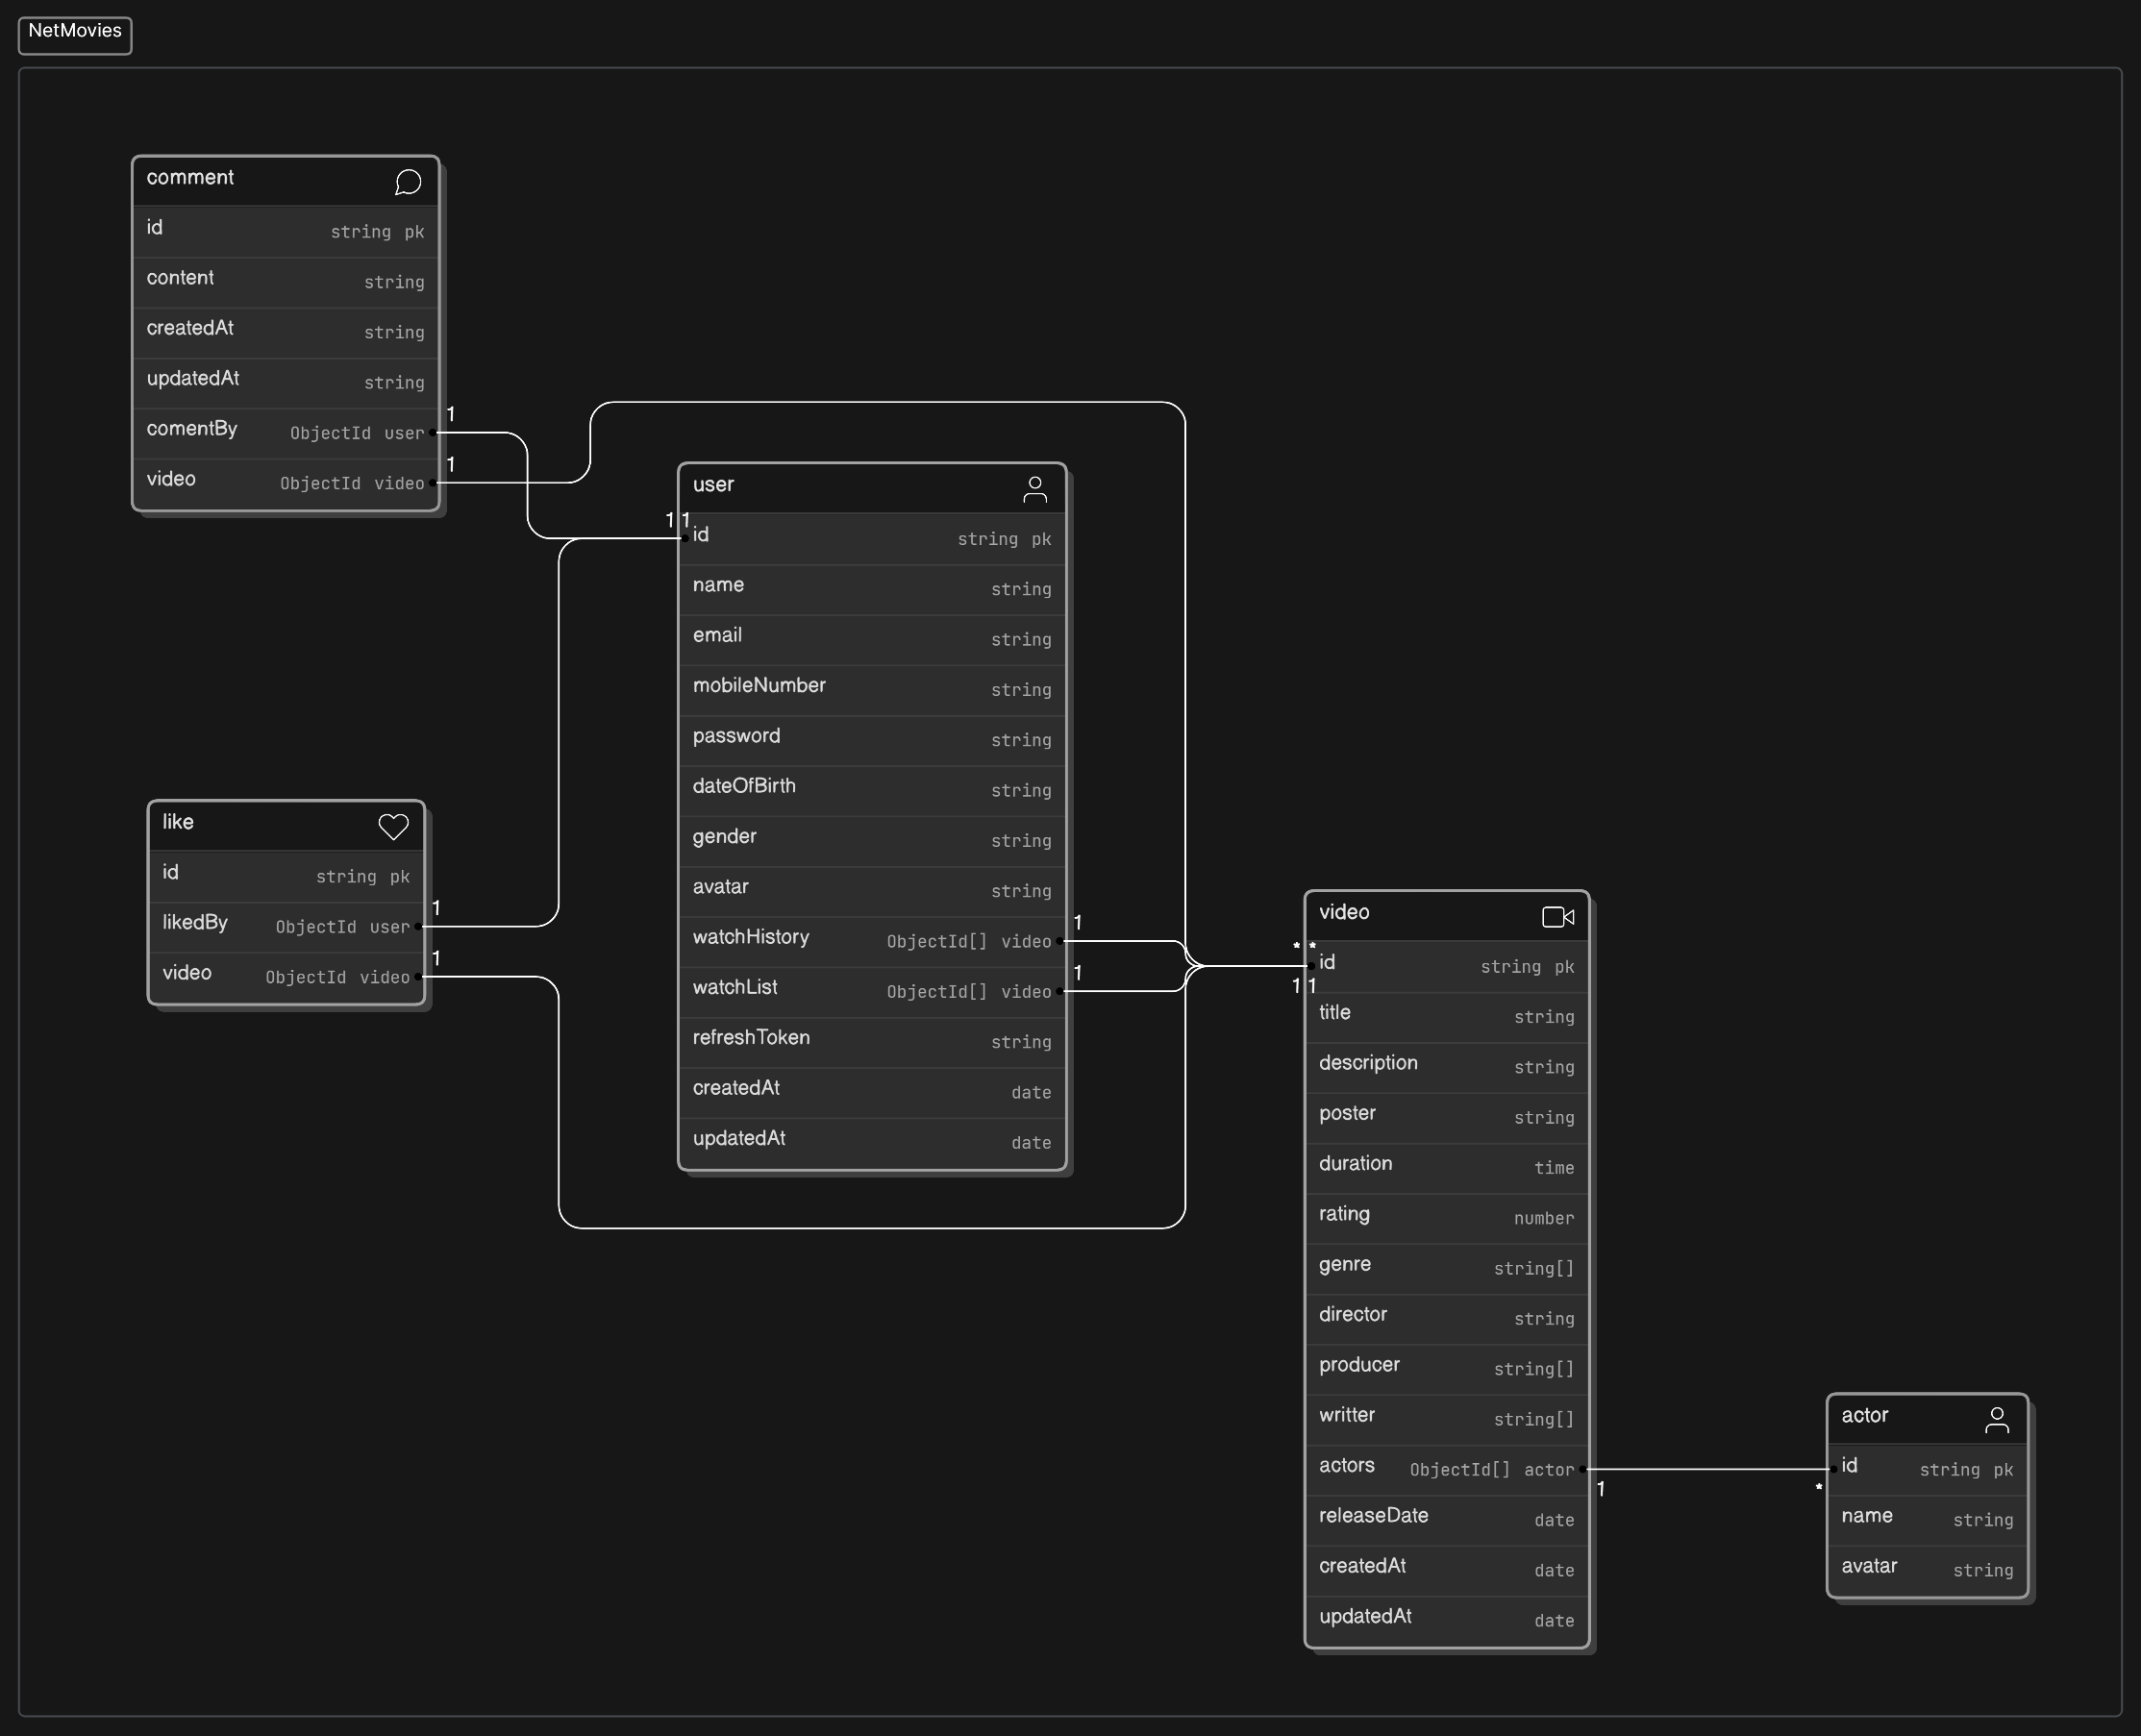 NetMovies
comment
id string pk
content string
createdAt string
updatedAt string
1
comentBy ObjectId user
1
video ObjectId video
user
1 1
id string pk
name string
email string
mobileNumber string
password string
dateOfBirth string
gender string
avatar string
1
watchHistory ObjectId[] video
1
watchList ObjectId[] video
refreshToken string
createdAt date
updatedAt date
like
id string pk
1
likedBy ObjectId user
1
video ObjectId video
video
* *
id string pk
1 1
title string
description string
poster string
duration time
rating number
genre string[]
director string
producer string[]
writter string[]
actors ObjectId[] actor
1
releaseDate date
createdAt date
updatedAt date
actor
id string pk
*
name string
avatar string